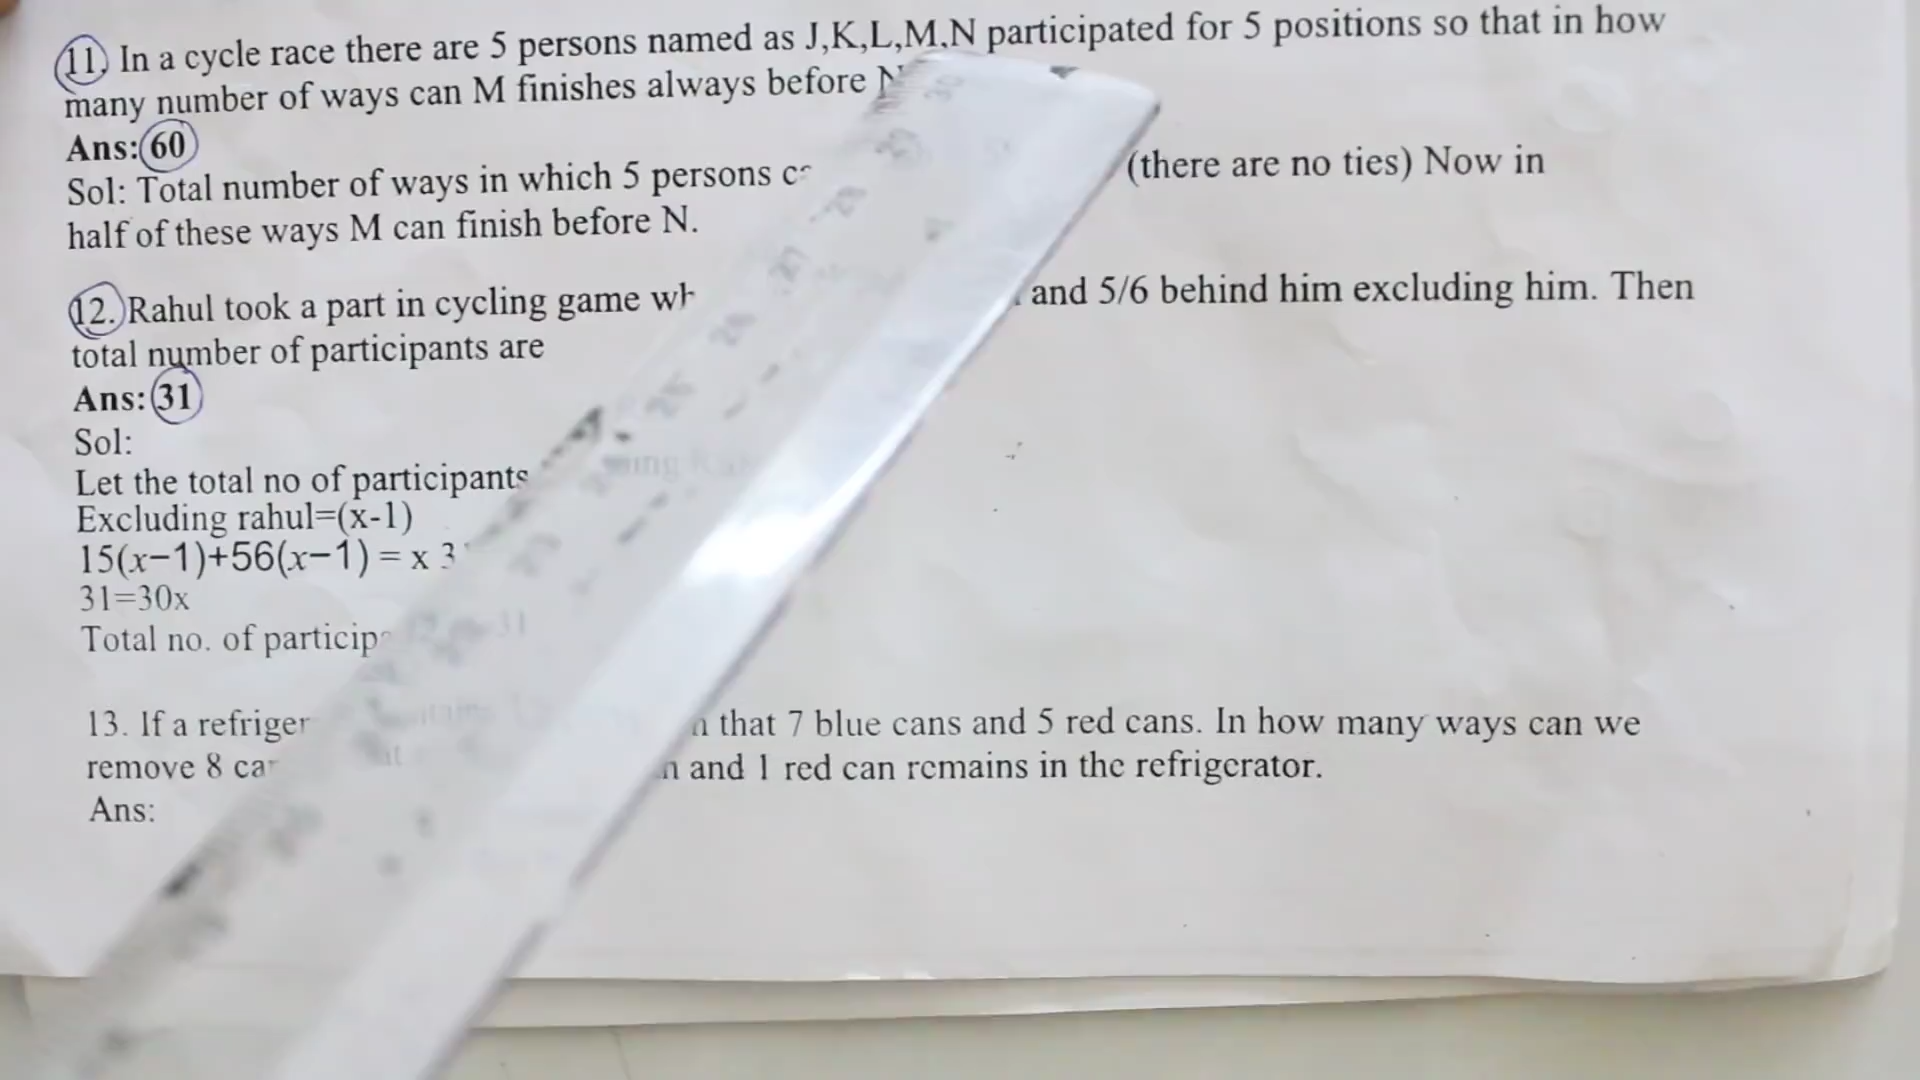 11. In a cycle race there are 5 persons named as J,K,L,M,N participated for 5 positions so that in how
many number of ways can M finishes always before N
Ans: 60
Sol: Total number of ways in which 5 persons (there are no ties) Now in
half of these ways M can finish before N.
12. Rahul took a part in cycling game and 5/6 behind him excluding him. Then
total number of participants are
Ans: 31
Sol:
Let the total no of participants
Excluding rahul=(x-1)
15(x−1)+56(x−1) = x 3
31=30x
Total no. of 31
13. If a that 7 blue cans and 5 red cans. In how many ways can we
remove 8 and 1 red can remains in the refrigerator.
Ans: